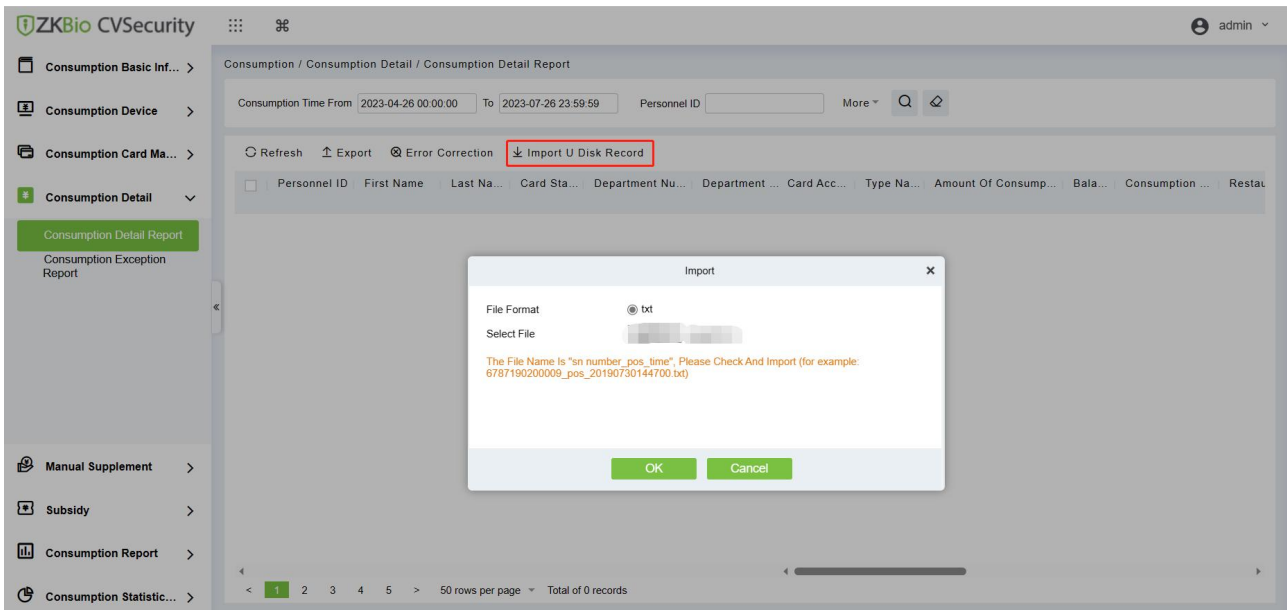 ZKBio CVSecurity
admin
Consumption Basic Inf...
Consumption Device
Consumption Card Ma...
Consumption Detail
Consumption Detail Report
Consumption Exception
Report
Manual Supplement
Subsidy
Consumption Report
Consumption Statistic...
Consumption / Consumption Detail / Consumption Detail Report
Consumption Time From 2023-04-26 00:00:00 To 2023-07-26 23:59:59 Personnel ID More
Refresh Export Error Correction Import U Disk Record
Personnel ID First Name Last Na... Card Sta... Department Nu... Department ... Card Acc... Type Na... Amount Of Consump... Bala... Consumption ... Restau
Import
File Format txt
Select File
The File Name Is "sn number_pos_time", Please Check And Import (for example:
6787190200009_pos_20190730144700.txt)
OK Cancel
< 1 2 3 4 5 > 50 rows per page Total of 0 records